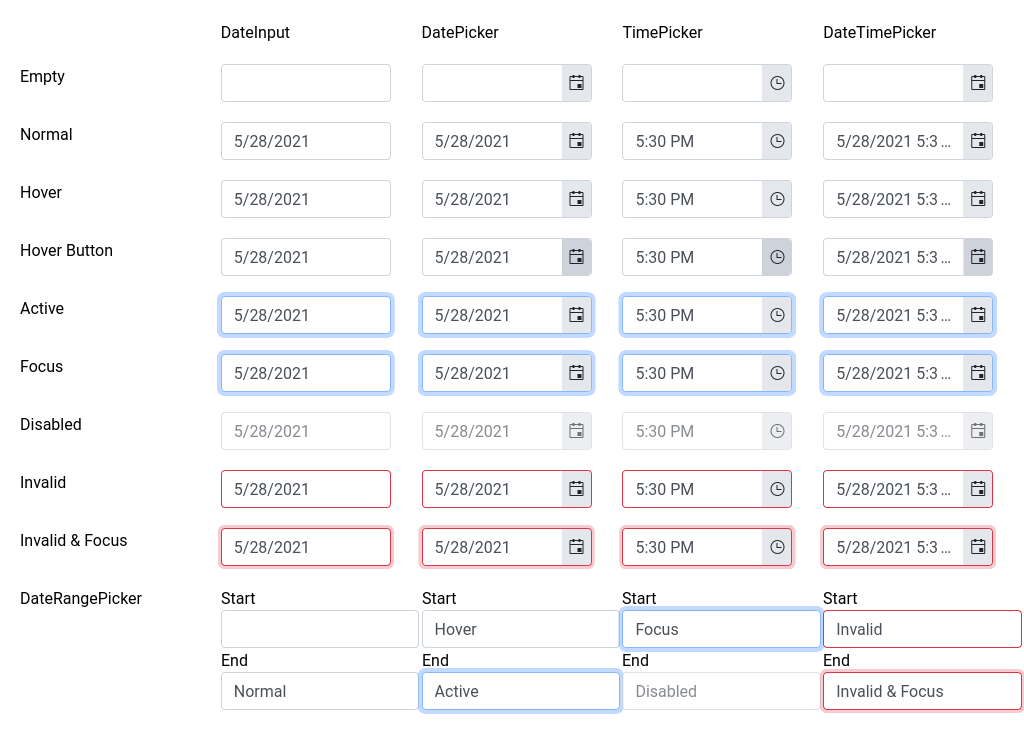 DateInput DatePicker TimePicker DateTimePicker
Empty
Normal 5/28/2021 5/28/2021 5:30 PM 5/28/2021 5:3...
Hover 5/28/2021 5/28/2021 5:30 PM 5/28/2021 5:3...
Hover Button 5/28/2021 5/28/2021 5:30 PM 5/28/2021 5:3...
Active 5/28/2021 5/28/2021 5:30 PM 5/28/2021 5:3...
Focus 5/28/2021 5/28/2021 5:30 PM 5/28/2021 5:3...
Disabled 5/28/2021 5/28/2021 5:30 PM 5/28/2021 5:3...
Invalid 5/28/2021 5/28/2021 5:30 PM 5/28/2021 5:3...
Invalid & Focus 5/28/2021 5/28/2021 5:30 PM 5/28/2021 5:3...
DateRangePicker Start Start Start Start
Hover Focus Invalid
End End End End
Normal Active Disabled Invalid & Focus